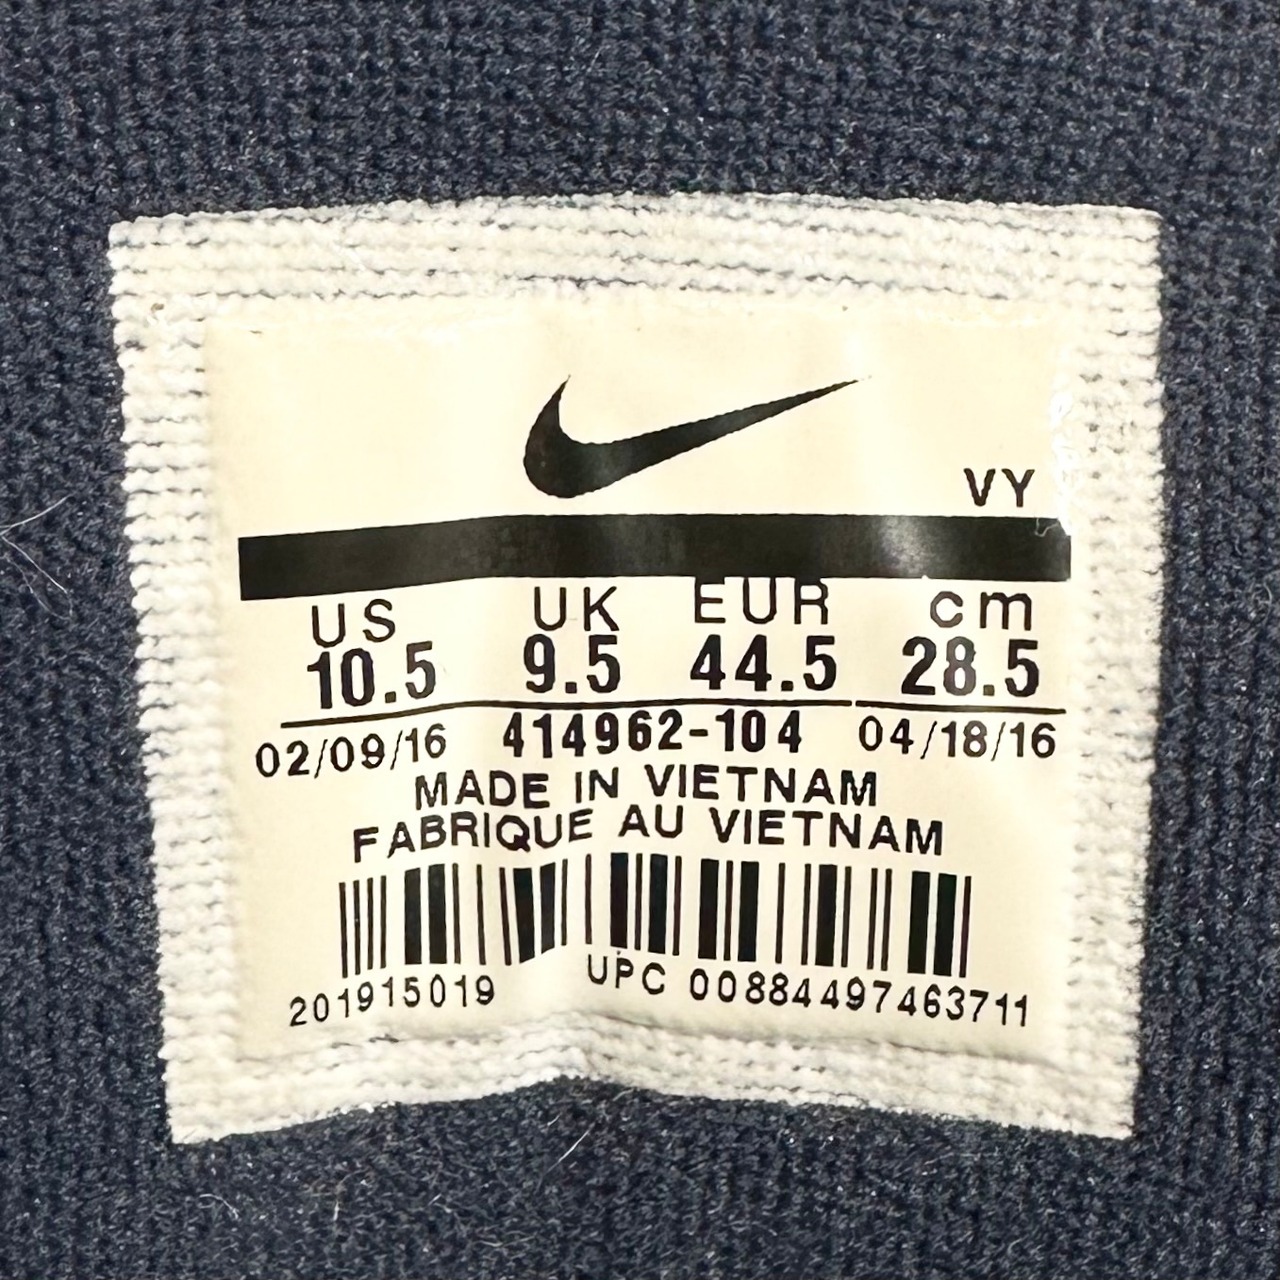 VY
US UK EUR cm
10.5 9.5 44.5 28.5
02/09/16 414962-104 04/18/16
MADE IN VIETNAM
FABRIQUE AU VIETNAM
201915019 UPC 00884497463711